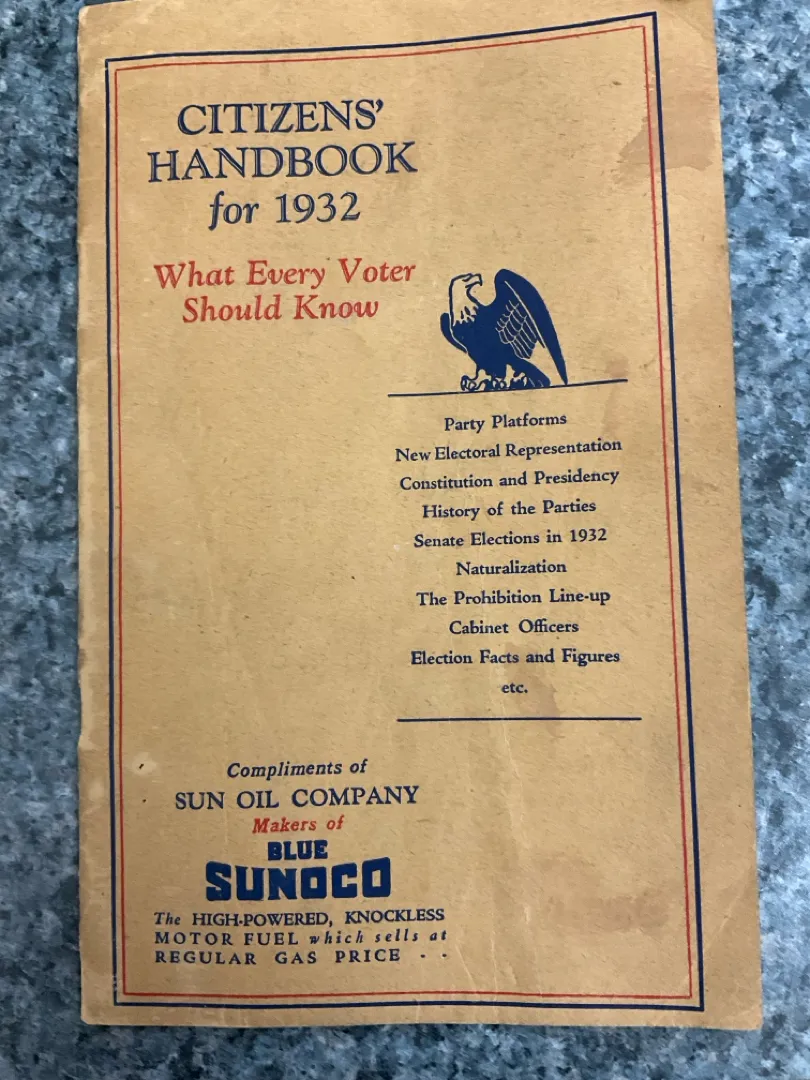 CITIZENS'
HANDBOOK
for 1932
What Every Voter
Should Know
Party Platforms
New Electoral Representation
Constitution and Presidency
History of the Parties
Senate Elections in 1932
Naturalization
The Prohibition Line-up
Cabinet Officers
Election Facts and Figures
etc.
Compliments of
SUN OIL COMPANY
Makers of
BLUE
SUNOCO
The HIGH-POWERED, KNOCKLESS
MOTOR FUEL which sells at
REGULAR GAS PRICE - -